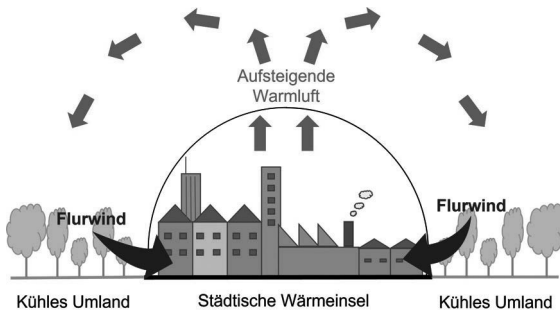 Aufsteigende
Warmluft
Flurwind
Flurwind
Kühles Umland
Städtische Wärmeinsel
Kühles Umland